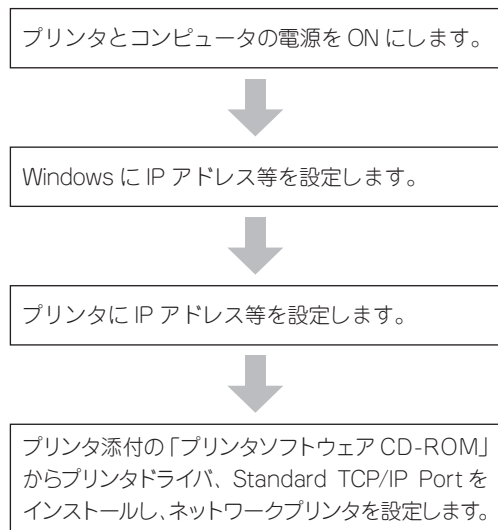 プリンタとコンピュータの電源を ON にします。
Windows に IP アドレス等を設定します。
プリンタに IP アドレス等を設定します。
プリンタ添付の「プリンタソフトウェア CD-ROM」
からプリンタドライバ、Standard TCP/IP Port を
インストールし、ネットワークプリンタを設定します。